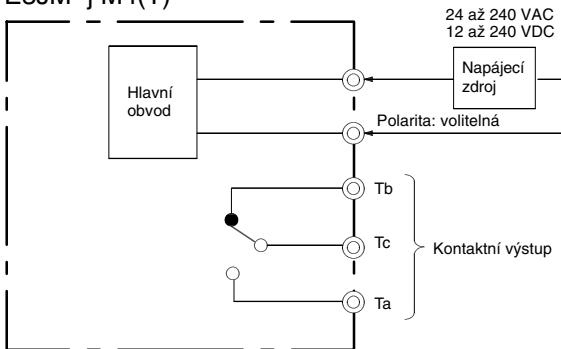 24 až 240 VAC
12 až 240 VDC
Napájecí
zdroj
Hlavní
obvod
Polarita: volitelná
Tb
Tc
Kontaktní výstup
Ta